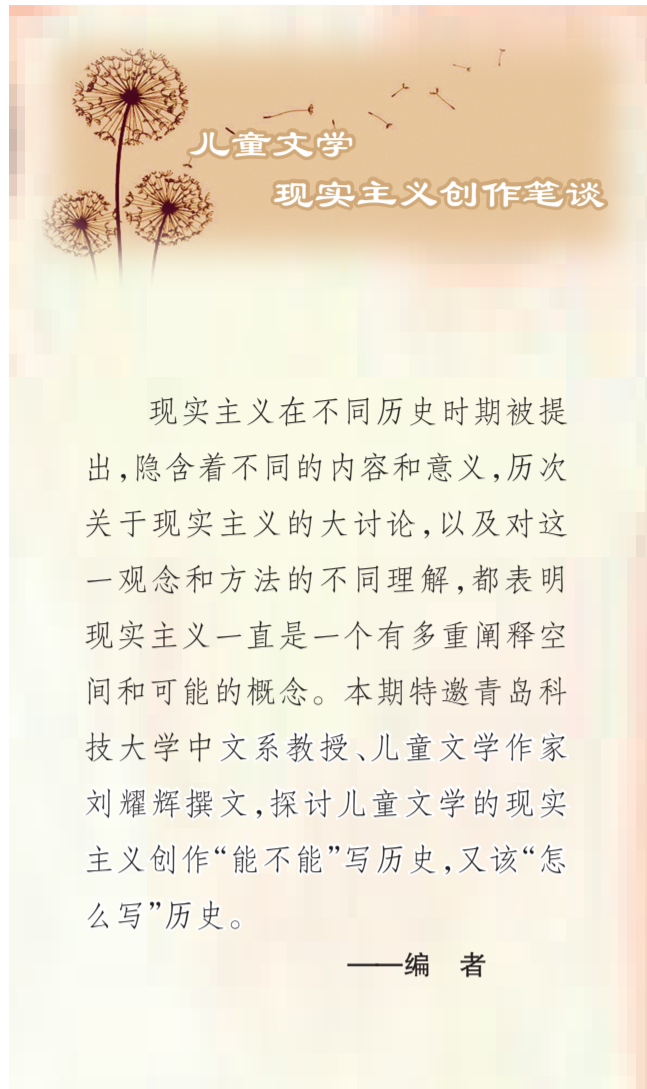 儿童文学
现实主义创作笔谈
现实主义在不同历史时期被提
出,隐含着不同的内容和意义,历次
关于现实主义的大讨论,以及对这
一观念和方法的不同理解,都表明
现实主义一直是一个有多重阐释空
间和可能的概念。本期特邀青岛科
技大学中文系教授、儿童文学作家
刘耀辉撰文,探讨儿童文学的现实
主义创作“能不能”写历史,又该“怎
么写”历史。
——编 者